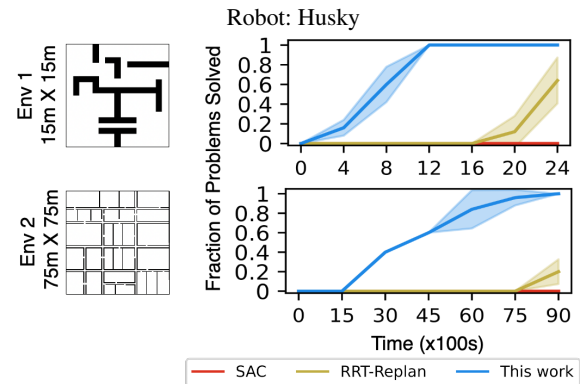 Robot: Husky
Env 1
15m X 15m
Fraction of Problems Solved
1
0.8
0.6
0.4
0.2
0
0 4 8 12 16 20 24
Env 2
75m X 75m
1
0.8
0.6
0.4
0.2
0
0 15 30 45 60 75 90
Time (x100s)
SAC RRT-Replan This work